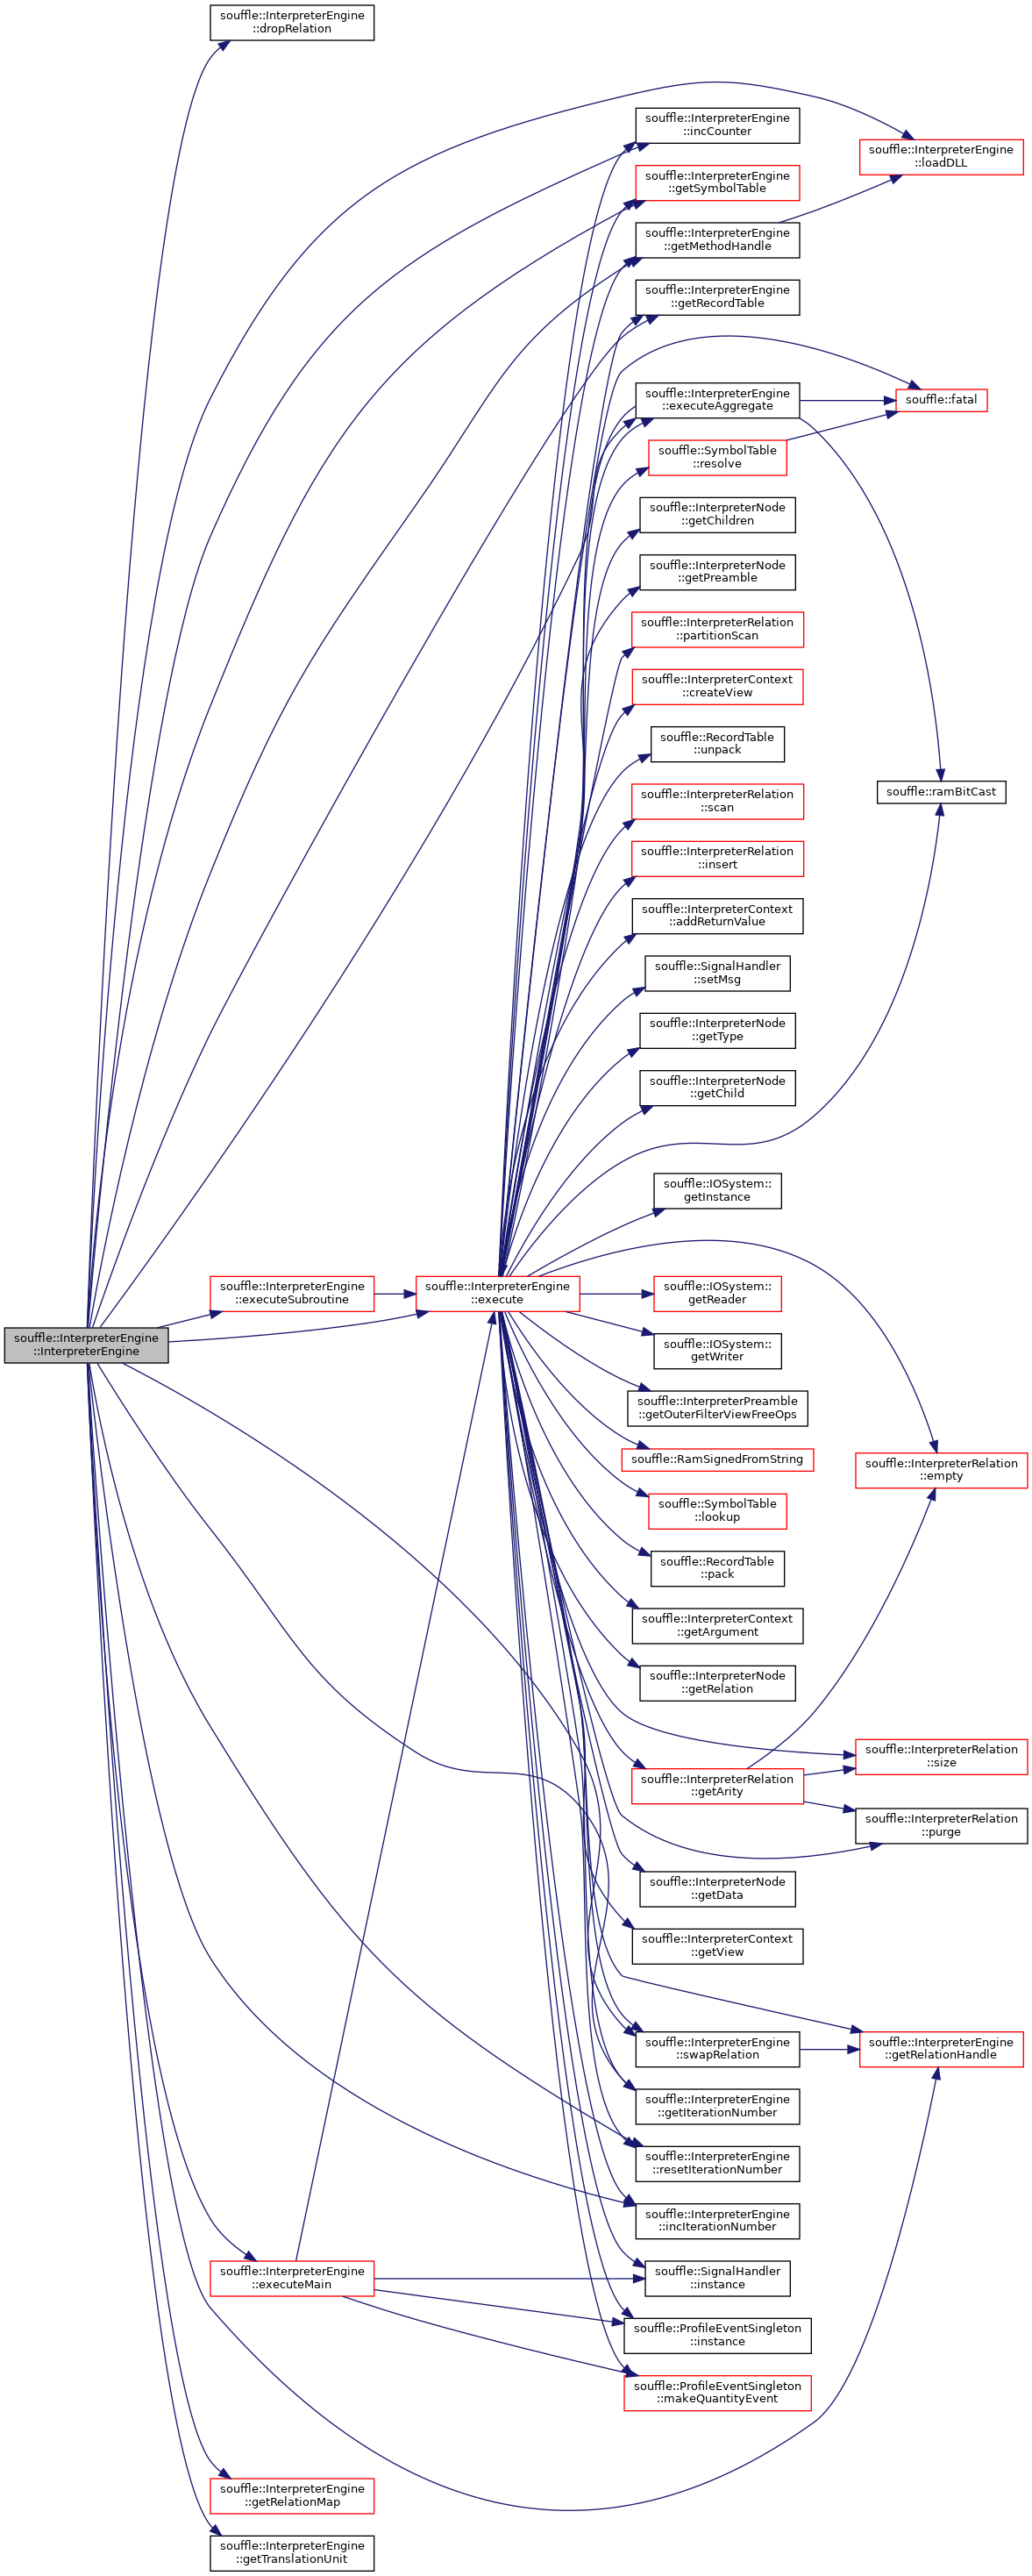 souffle::InterpreterEngine
::dropRelation
souffle::InterpreterEngine
::incCounter
souffle::InterpreterEngine
::loadDLL
souffle::InterpreterEngine
::getSymbolTable
souffle::InterpreterEngine
::getMethodHandle
souffle::InterpreterEngine
::getRecordTable
souffle::InterpreterEngine
::executeAggregate
souffle::fatal
souffle::SymbolTable
::resolve
souffle::InterpreterNode
::getChildren
souffle::InterpreterNode
::getPreamble
souffle::InterpreterRelation
::partitionScan
souffle::InterpreterContext
::createView
souffle::RecordTable
::unpack
souffle::ramBitCast
souffle::InterpreterRelation
::scan
souffle::InterpreterRelation
::insert
souffle::InterpreterContext
::addReturnValue
souffle::SignalHandler
::setMsg
souffle::InterpreterNode
::getType
souffle::InterpreterNode
::getChild
souffle::IOSystem::
getInstance
souffle::InterpreterEngine
::executeSubroutine
souffle::InterpreterEngine
::execute
souffle::IOSystem::
getReader
souffle::InterpreterEngine
::InterpreterEngine
souffle::IOSystem::
getWriter
souffle::InterpreterPreamble
::getOuterFilterViewFreeOps
souffle::RamSignedFromString
souffle::InterpreterRelation
::empty
souffle::SymbolTable
::lookup
souffle::RecordTable
::pack
souffle::InterpreterContext
::getArgument
souffle::InterpreterNode
::getRelation
souffle::InterpreterRelation
::size
souffle::InterpreterRelation
::getArity
souffle::InterpreterRelation
::purge
souffle::InterpreterNode
::getData
souffle::InterpreterContext
::getView
souffle::InterpreterEngine
::swapRelation
souffle::InterpreterEngine
::getRelationHandle
souffle::InterpreterEngine
::getIterationNumber
souffle::InterpreterEngine
::resetIterationNumber
souffle::InterpreterEngine
::incIterationNumber
souffle::InterpreterEngine
::executeMain
souffle::SignalHandler
::instance
souffle::ProfileEventSingleton
::instance
souffle::ProfileEventSingleton
::makeQuantityEvent
souffle::InterpreterEngine
::getRelationMap
souffle::InterpreterEngine
::getTranslationUnit